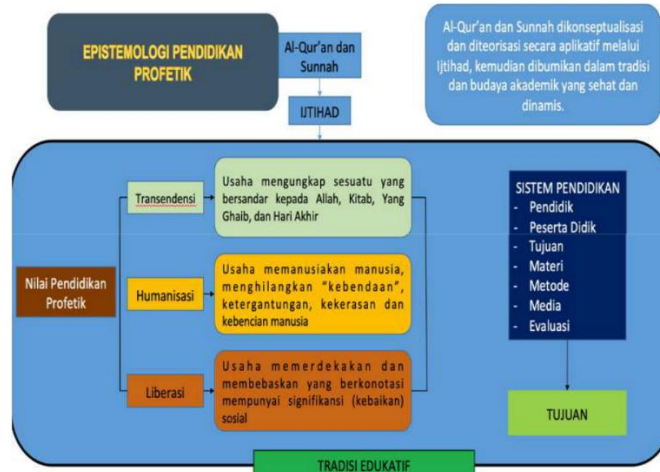 EPISTEMOLOGI PENDIDIKAN
PROFETIK
Al-Qur'an dan
Sunnah
Al-Qur'an dan Sunnah dikonseptualisasi
dan diteorisasi secara aplikatif melalui
Ijtihad, kemudian dibumikan dalam tradisi
dan budaya akademik yang sehat dan
dinamis.
IJTIHAD
Nilai Pendidikan
Profetik
Transendensi
Usaha mengungkap sesuatu yang
bersandar kepada Allah, Kitab, Yang
Ghaib, dan Hari Akhir
Humanisasi
Usaha memanusiakan manusia,
menghilangkan "kebendaan",
ketergantungan, kekerasan dan
kebencian manusia
Liberasi
Usaha memerdekakan dan
membebaskan yang berkonotasi
mempunyai signifikansi (kebaikan)
sosial
SISTEM PENDIDIKAN
- Pendidik
- Peserta Didik
- Tujuan
- Materi
- Metode
- Media
- Evaluasi
TUJUAN
TRADISI EDUKATIF